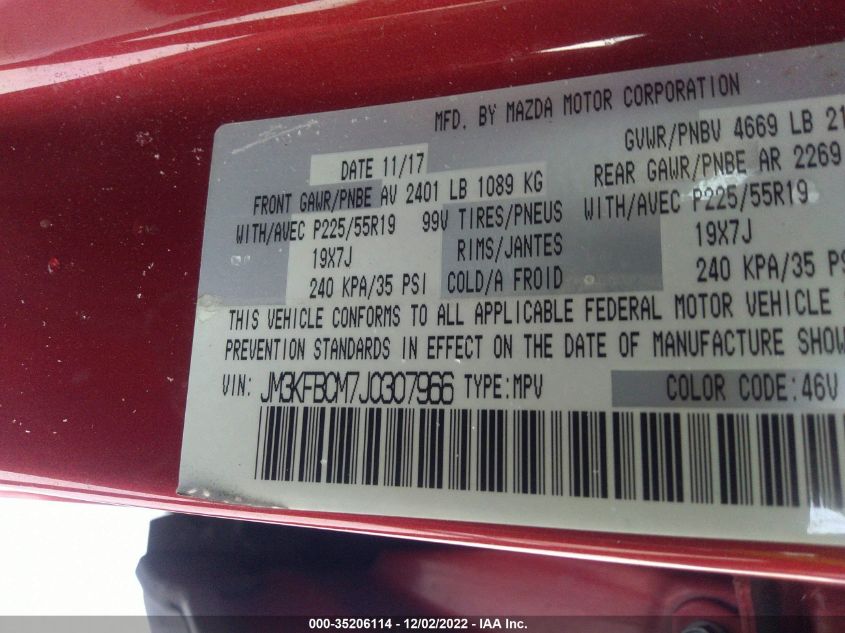 MFD. BY MAZDA MOTOR CORPORATION
DATE 11/17 GVWR/PNBV 4669 LB 21
FRONT GAWR/PNBE AV 2401 LB 1089 KG REAR GAWR/PNBE AR 2269
WITH/AVEC P225/55R19 99V TIRES/PNEUS WITH/AVEC P225/55R19
19X7J RIMS/JANTES 19X7J
240 KPA/35 PSI COLD/A FROID 240 KPA/35 PS
THIS VEHICLE CONFORMS TO ALL APPLICABLE FEDERAL MOTOR VEHICLE
PREVENTION STANDARDS IN EFFECT ON THE DATE OF MANUFACTURE SHOW
VIN: JM3KFBCM7J0307966 TYPE:MPV COLOR CODE:46V
000-35206114 - 12/02/2022 - IAA Inc.